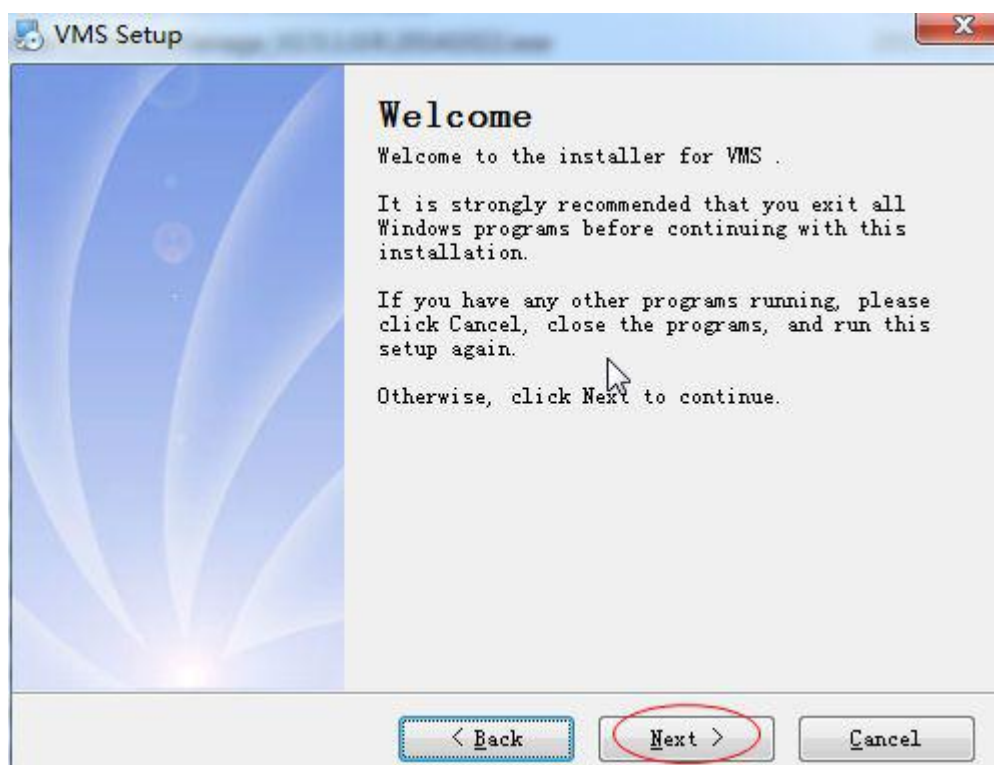 VMS Setup
Welcome
Welcome to the installer for VMS .
It is strongly recommended that you exit all
Windows programs before continuing with this
installation.
If you have any other programs running, please
click Cancel, close the programs, and run this
setup again.
Otherwise, click Next to continue.
< Back
Next >
Cancel